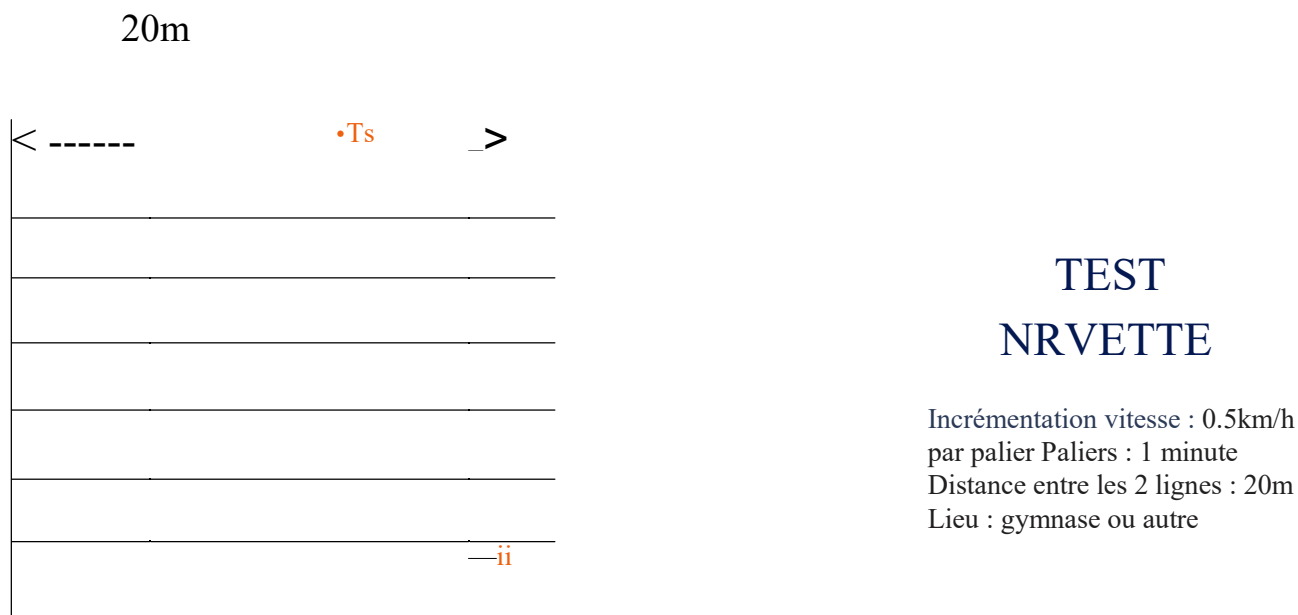 20m
< ------ •Ts _>
TEST
NRVETTE
Incrémentation vitesse : 0.5km/h
par palier Paliers : 1 minute
Distance entre les 2 lignes : 20m
Lieu : gymnase ou autre
—ii